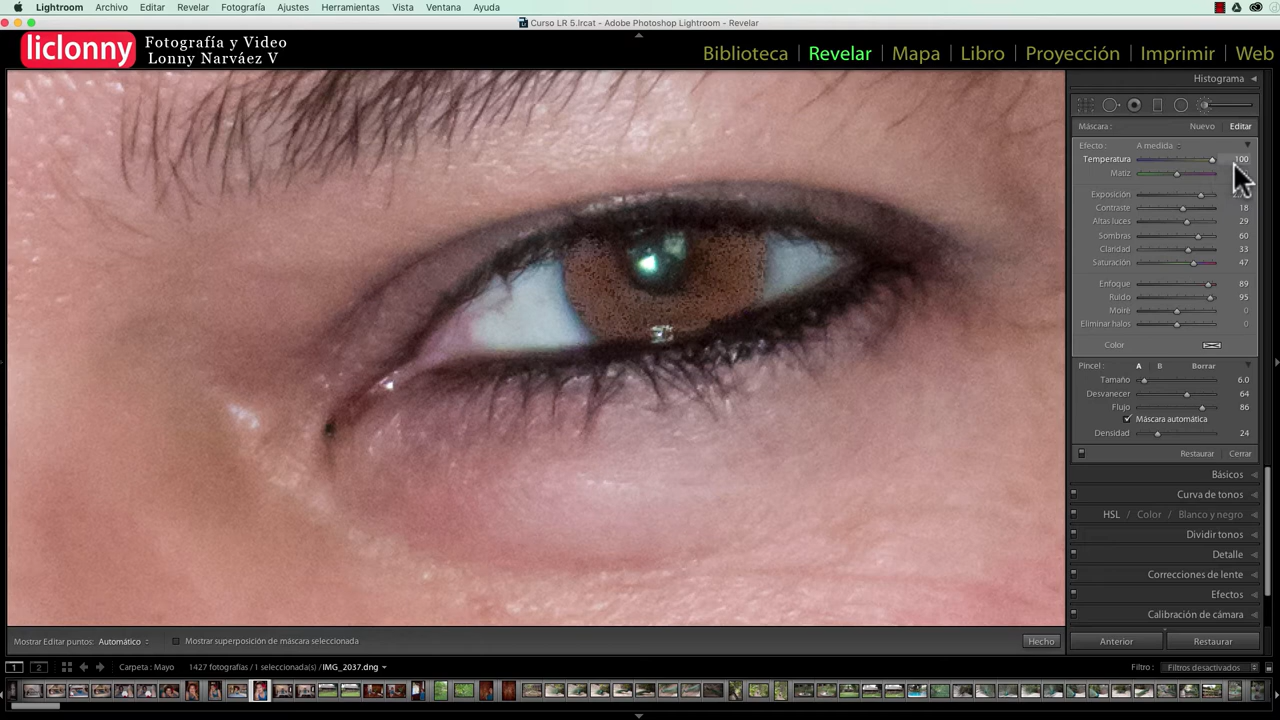 Lightroom Archivo Editar Revelar Fotografía Ajustes Herramientas Vista Ventana Ayuda
Curso LR 5.lrcat - Adobe Photoshop Lightroom - Revelar
liclonny
Fotografía y Video
Lonny Narváez V
Biblioteca Revelar Mapa Libro Proyección Imprimir Web
Histograma
Máscara : Nuevo Editar
Efecto : A medida
Temperatura 100
Matiz
Exposición
Contraste 18
Altas luces 29
Sombras 60
Claridad 33
Saturación 47
Enfoque 89
Ruido 95
Moiré 0
Eliminar halos 0
Color
Pincel : A B Borrar
Tamaño 6.0
Desvanecer 64
Flujo 86
Máscara automática
Densidad 24
Restaurar Cerrar
Básicos
Curva de tonos
HSL / Color / Blanco y negro
Dividir tonos
Detalle
Correcciones de lente
Efectos
Calibración de cámara
Mostrar Editar puntos: Automático Mostrar superposición de máscara seleccionada Hecho Anterior Restaurar
1 2 Carpeta : Mayo 1427 fotografías / 1 seleccionada(s) / IMG_2037.dng Filtro : Filtros desactivados